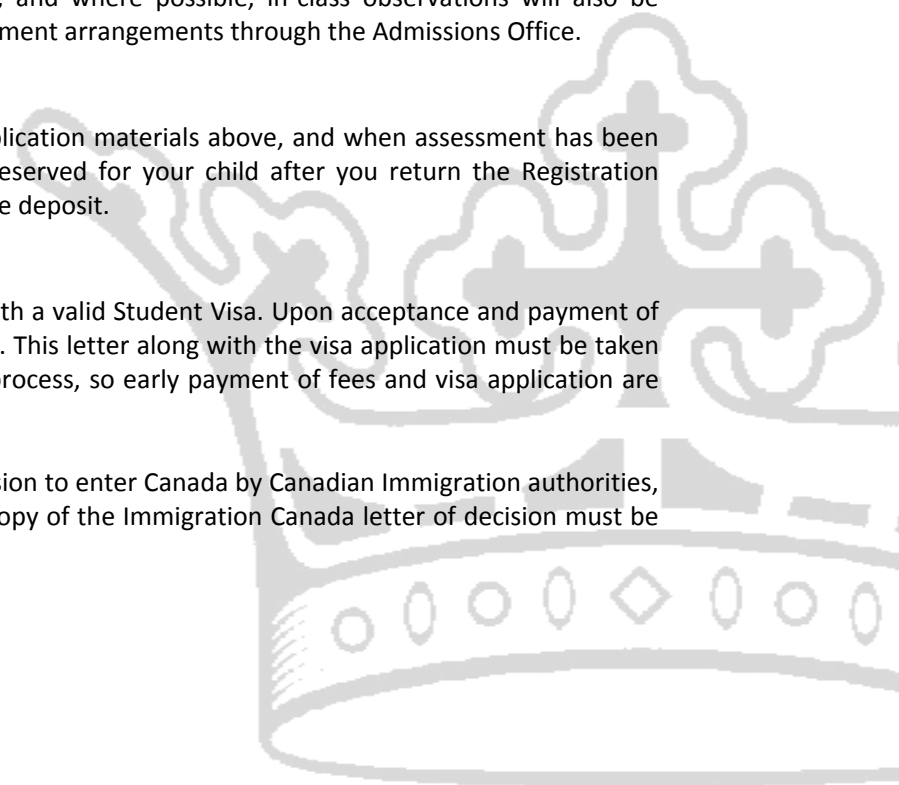 and where possible, in-class observations will also be
ment arrangements through the Admissions Office.
plication materials above, and when assessment has been
eserved for your child after you return the Registration
e deposit.
th a valid Student Visa. Upon acceptance and payment of
. This letter along with the visa application must be taken
process, so early payment of fees and visa application are
sion to enter Canada by Canadian Immigration authorities,
opy of the Immigration Canada letter of decision must be